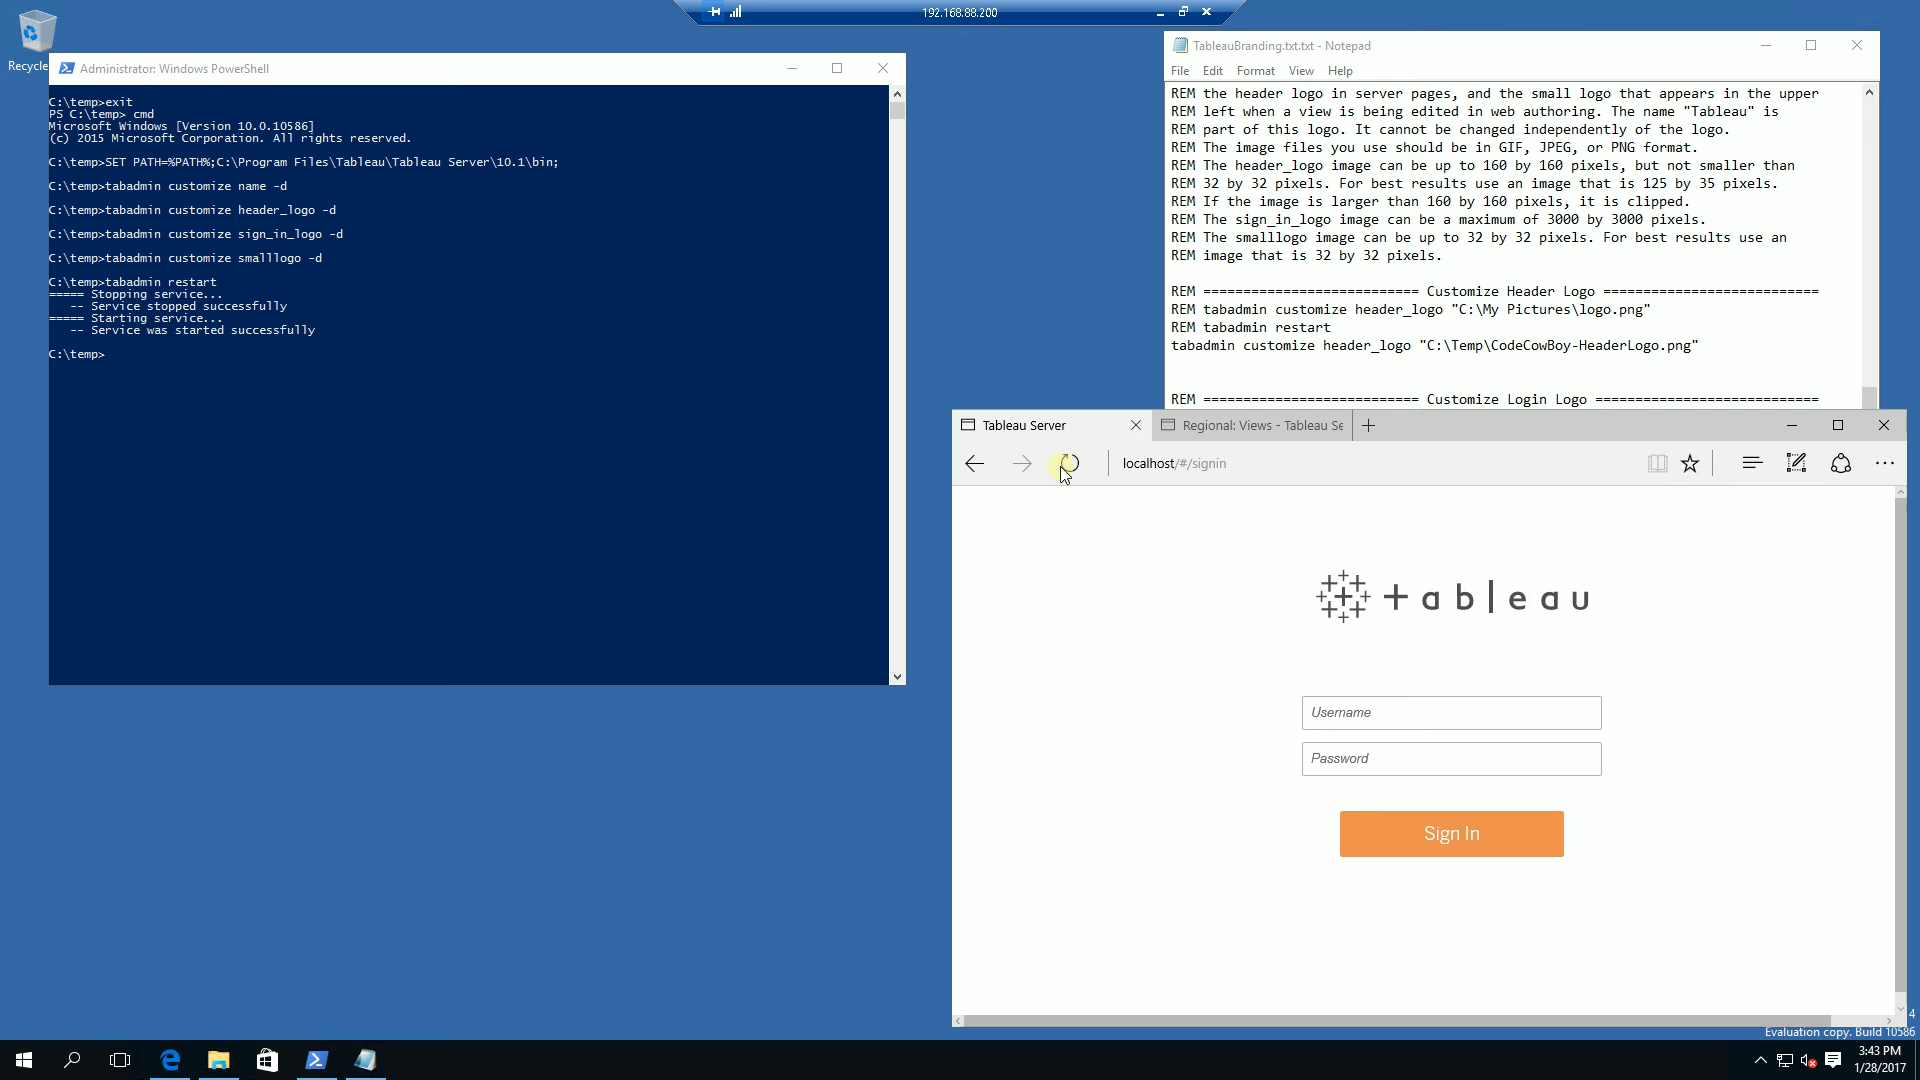 192.168.88.200
Recycle
Administrator: Windows PowerShell
C:\temp>exit
PS C:\temp> cmd
Microsoft Windows [Version 10.0.10586]
(c) 2015 Microsoft Corporation. All rights reserved.
C:\temp>SET PATH=%PATH%;C:\Program Files\Tableau\Tableau Server\10.1\bin;
C:\temp>tabadmin customize name -d
C:\temp>tabadmin customize header_logo -d
C:\temp>tabadmin customize sign_in_logo -d
C:\temp>tabadmin customize smalllogo -d
C:\temp>tabadmin restart
===== Stopping service...
-- Service stopped successfully
===== Starting service...
-- Service was started successfully
C:\temp>
TableauBranding.txt.txt - Notepad
File Edit Format View Help
REM the header logo in server pages, and the small logo that appears in the upper
REM left when a view is being edited in web authoring. The name "Tableau" is
REM part of this logo. It cannot be changed independently of the logo.
REM The image files you use should be in GIF, JPEG, or PNG format.
REM The header_logo image can be up to 160 by 160 pixels, but not smaller than
REM 32 by 32 pixels. For best results use an image that is 125 by 35 pixels.
REM If the image is larger than 160 by 160 pixels, it is clipped.
REM The sign_in_logo image can be a maximum of 3000 by 3000 pixels.
REM The smalllogo image can be up to 32 by 32 pixels. For best results use an
REM image that is 32 by 32 pixels.
REM =========================== Customize Header Logo ===========================
REM tabadmin customize header_logo "C:\My Pictures\logo.png"
REM tabadmin restart
tabadmin customize header_logo "C:\Temp\CodeCowBoy-HeaderLogo.png"
REM =========================== Customize Login Logo ============================
Tableau Server
Regional: Views - Tableau Se
localhost/#/signin
+ableau
Username
Password
Sign In
4
Evaluation copy. Build 10586
3:43 PM
1/28/2017